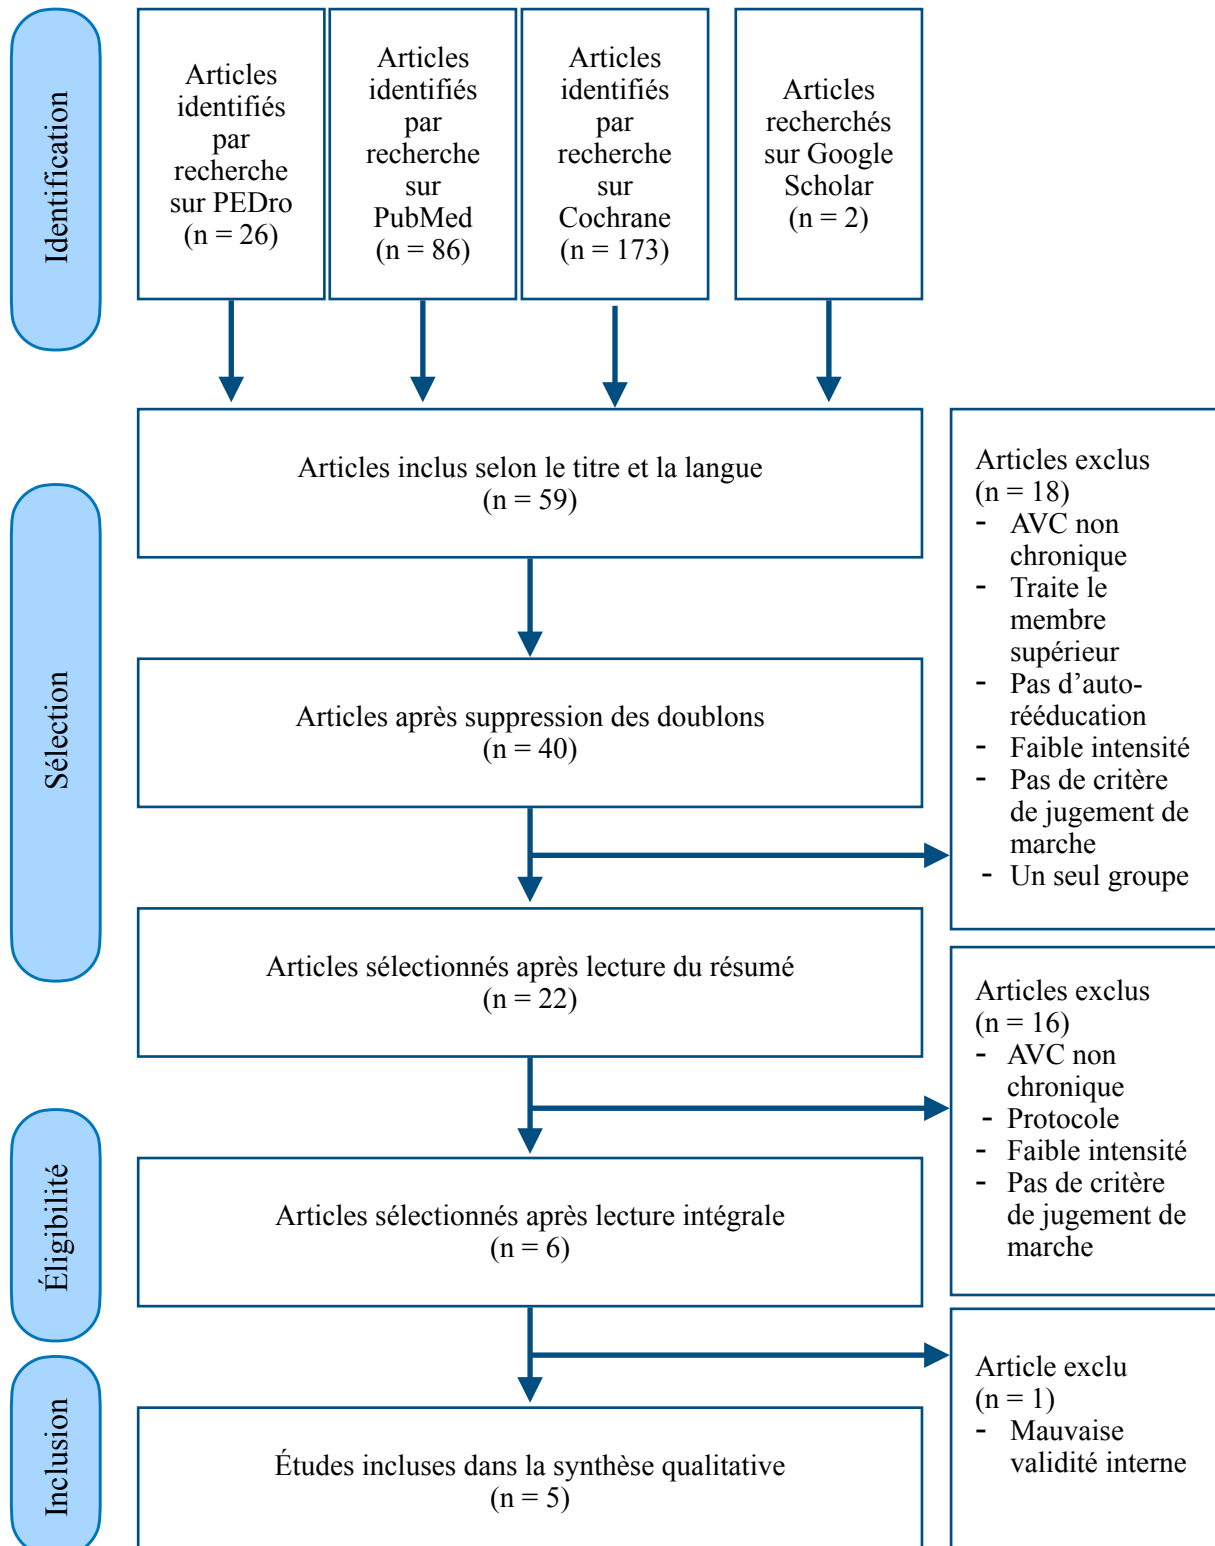 Identification
Articles
identifiés
par
recherche
sur PEDro
(n = 26)
Articles
identifiés
par
recherche
sur
PubMed
(n = 86)
Articles
identifiés
par
recherche
sur
Cochrane
(n = 173)
Articles
recherchés
sur Google
Scholar
(n = 2)
Sélection
Articles inclus selon le titre et la langue
(n = 59)
Articles après suppression des doublons
(n = 40)
Articles exclus
(n = 18)
- AVC non
chronique
- Traite le
membre
supérieur
- Pas d’auto-
rééducation
- Faible intensité
- Pas de critère
de jugement de
marche
- Un seul groupe
Articles sélectionnés après lecture du résumé
(n = 22)
Articles exclus
(n = 16)
- AVC non
chronique
- Protocole
- Faible intensité
- Pas de critère
de jugement de
marche
Éligibilité
Articles sélectionnés après lecture intégrale
(n = 6)
Article exclu
(n = 1)
- Mauvaise
validité interne
Inclusion
Études incluses dans la synthèse qualitative
(n = 5)